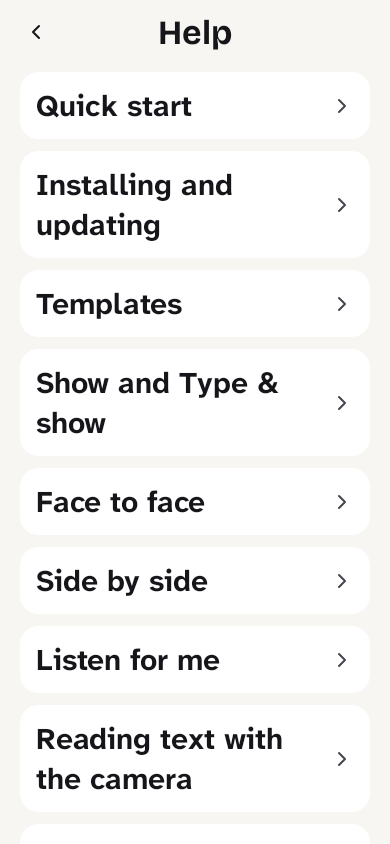 Help
Quick start
Installing and
updating
Templates
Show and Type &
show
Face to face
Side by side
Listen for me
Reading text with
the camera